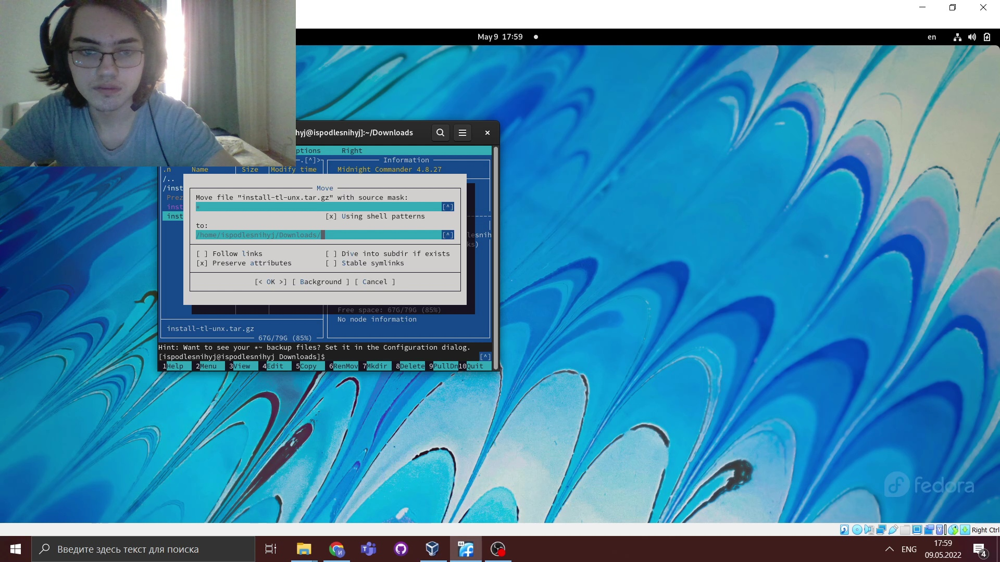 May 9 17:59
en
hyj@ispodlesnihyj]:~/Downloads
ptions Right
.[^]> Information
.n Name Size Modify time Midnight Commander 4.8.27
/..
/inst
Prez
inst
inst
Move
Move file "install-tl-unx.tar.gz" with source mask:
* [^]
[x] Using shell patterns
to:
/home/ispodlesnihyj/Downloads/ [^]
lesnih
ks)
[ ] Follow links [ ] Dive into subdir if exists
[x] Preserve attributes [ ] Stable symlinks
[< OK >] [ Background ] [ Cancel ]
Free space: 67G/79G (85%)
No node information
install-tl-unx.tar.gz
67G/79G (85%)
Hint: Want to see your *~ backup files? Set it in the Configuration dialog.
[ispodlesnihyj@ispodlesnihyj Downloads]$ [^]
1Help 2Menu 3View 4Edit 5Copy 6RenMov 7Mkdir 8Delete 9PullDn 10Quit
fedora
Right Ctrl
Введите здесь текст для поиска
64
ENG
17:59
09.05.2022
4